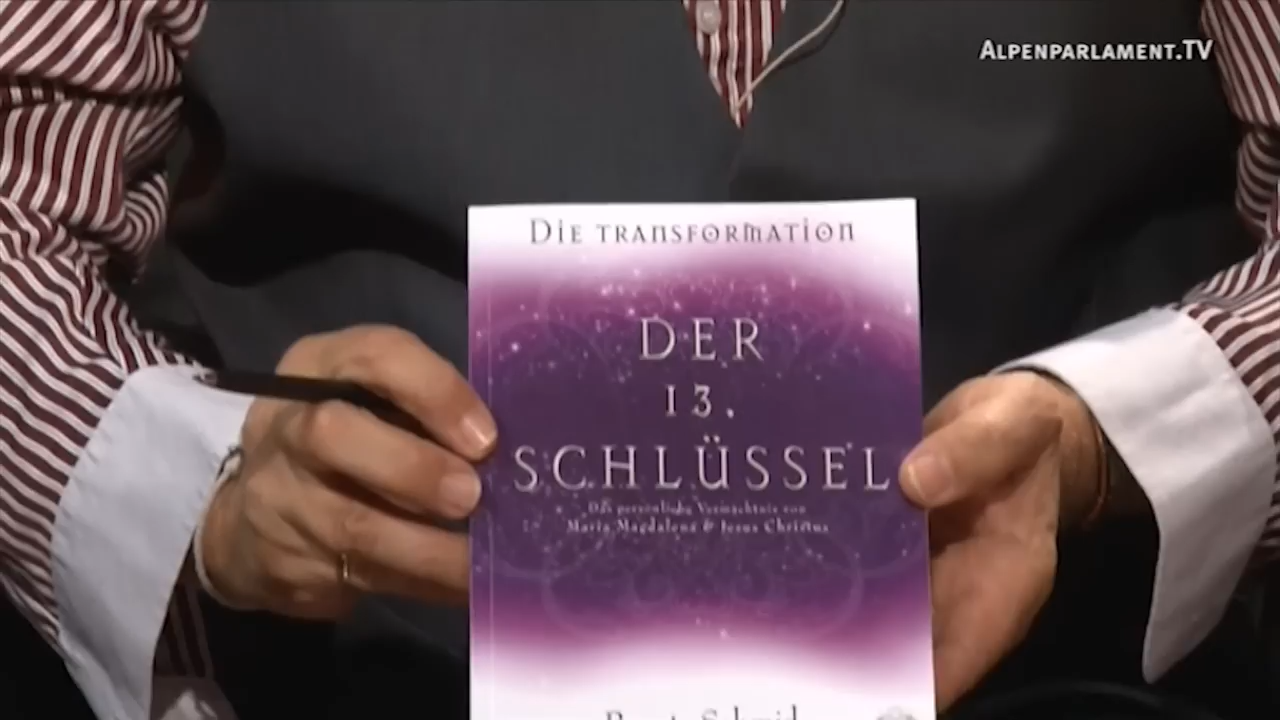 ALPENPARLAMENT.TV
DIE TRANSFORMATION
DER
13.
SCHLÜSSEL
Das persönliche Vermächtnis von
Maria Magdalena & Jesus Christus